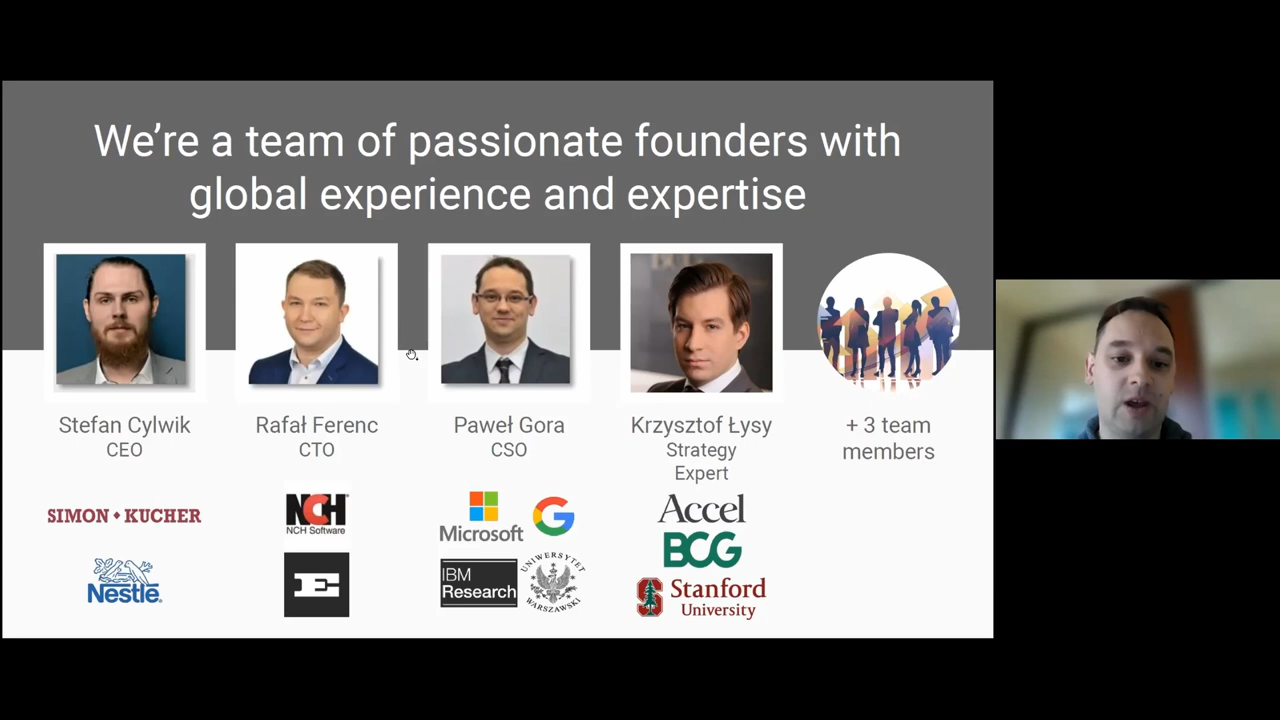 We're a team of passionate founders with
global experience and expertise
Stefan Cylwik
CEO
Rafał Ferenc
CTO
Paweł Gora
CSO
Krzysztof Łysy
Strategy
Expert
+ 3 team
members
SIMON • KUCHER
Nestlé
NCH
NCH Software
E
Microsoft
G
IBM
Research
UNIWERSYTET
WARSZAWSKI
Accel
BCG
S
Stanford
University